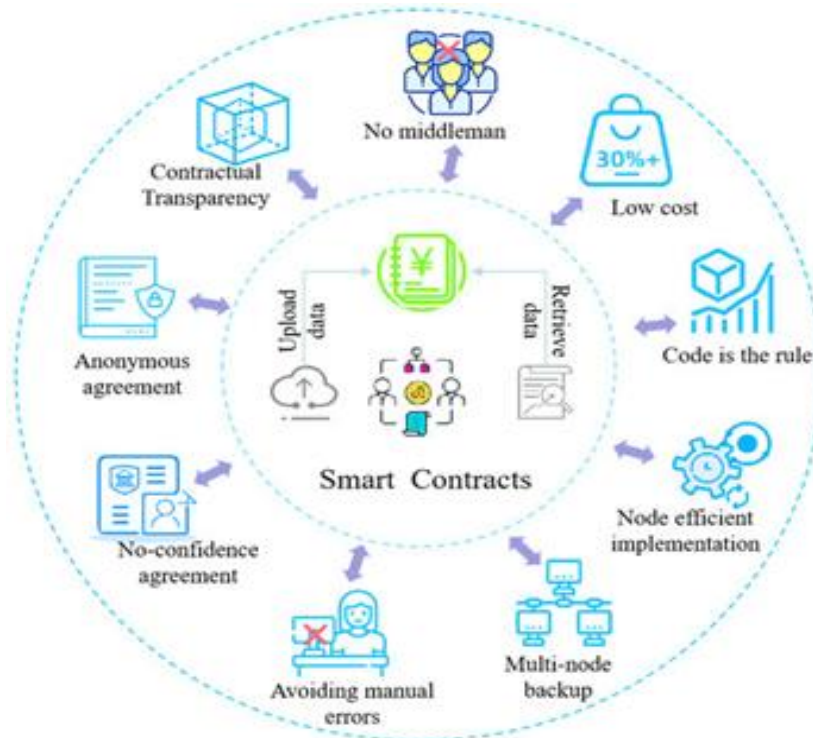 No middleman
30%+
Low cost
Contractual
Transparency
¥
Upload
data
Retrieve
data
Code is the rule
Anonymous
agreement
Smart Contracts
Node efficient
implementation
No-confidence
agreement
Multi-node
backup
Avoiding manual
errors